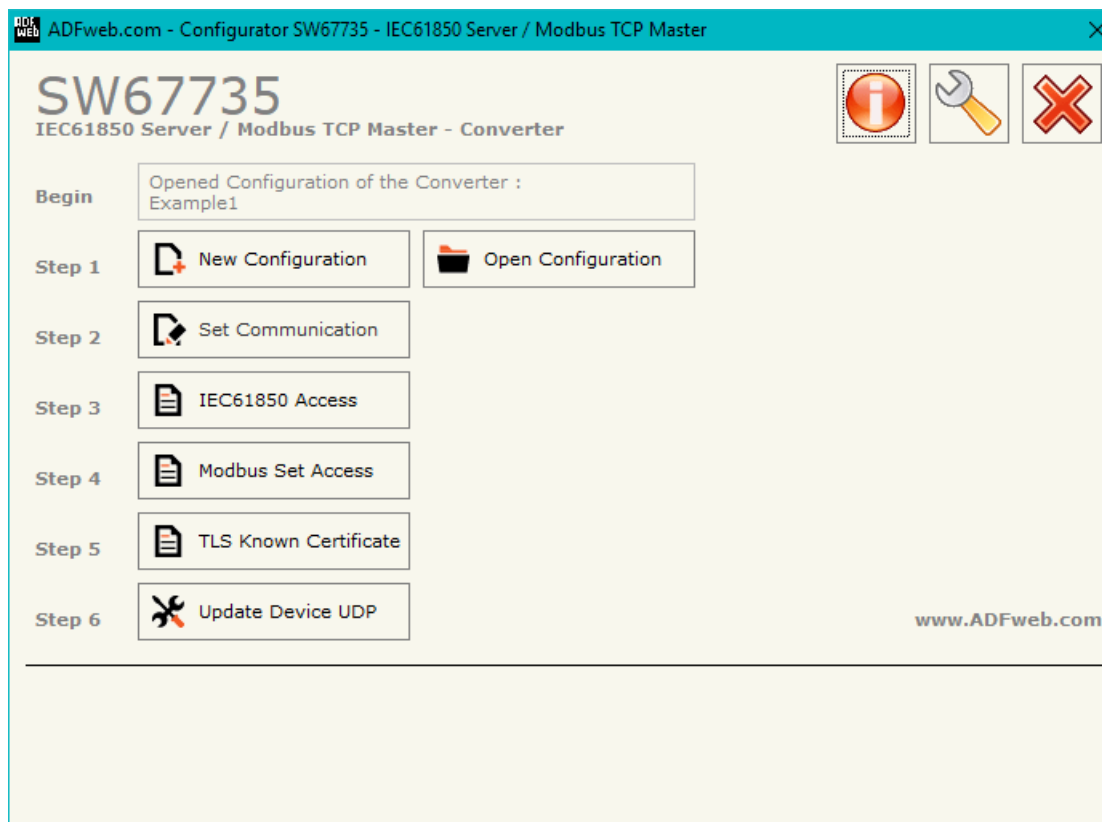 ADF
WEB
ADFweb.com - Configurator SW67735 - IEC61850 Server / Modbus TCP Master
SW67735
IEC61850 Server / Modbus TCP Master - Converter
Begin
Opened Configuration of the Converter :
Example1
Step 1
New Configuration
Open Configuration
Step 2
Set Communication
Step 3
IEC61850 Access
Step 4
Modbus Set Access
Step 5
TLS Known Certificate
Step 6
Update Device UDP
www.ADFweb.com